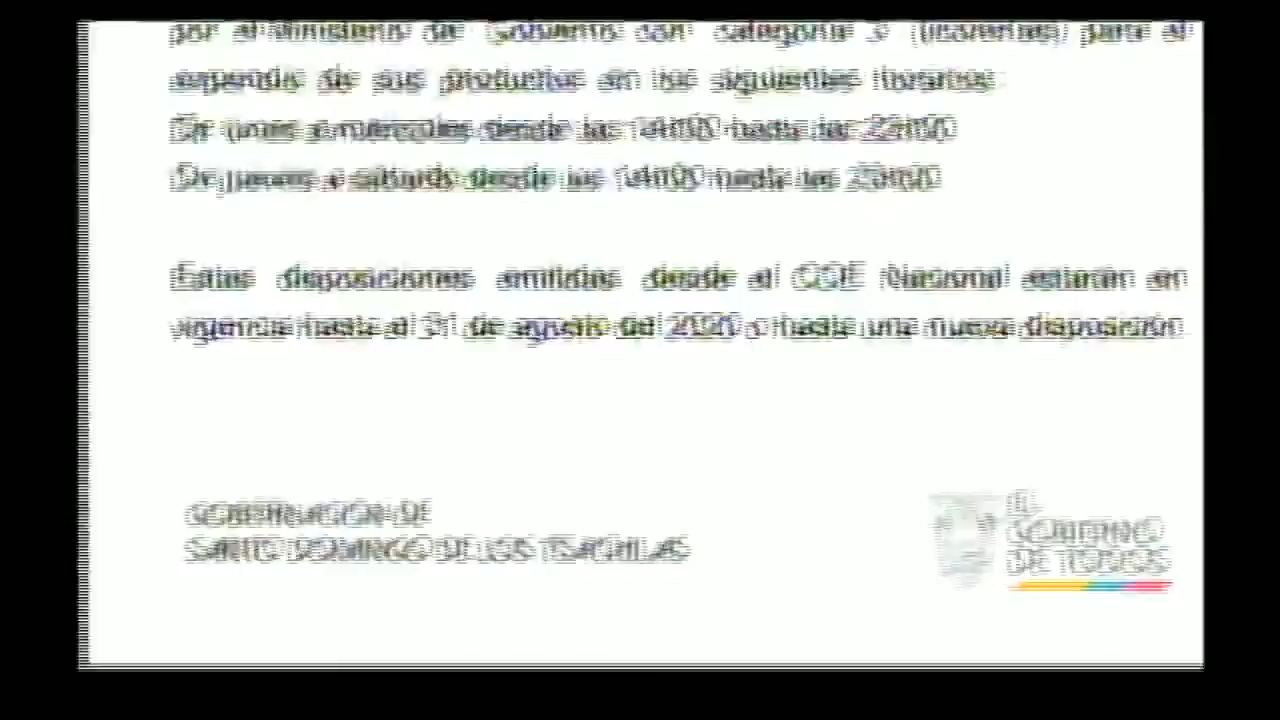 por el Ministerio de Gobierno con categoría 3 (licorerías) para el
expendio de sus productos en los siguientes horarios:
De lunes a miércoles desde las 14h00 hasta las
De jueves a sábado desde las 14h00 hasta las
Estas disposiciones emitidas desde el COE Nacional estarán en
vigencia hasta el 31 de agosto del 2020 o hasta una nueva disposición.
GOBERNACIÓN DE
SANTO DOMINGO DE LOS TSÁCHILAS
EL
GOBIERNO
DE TODOS